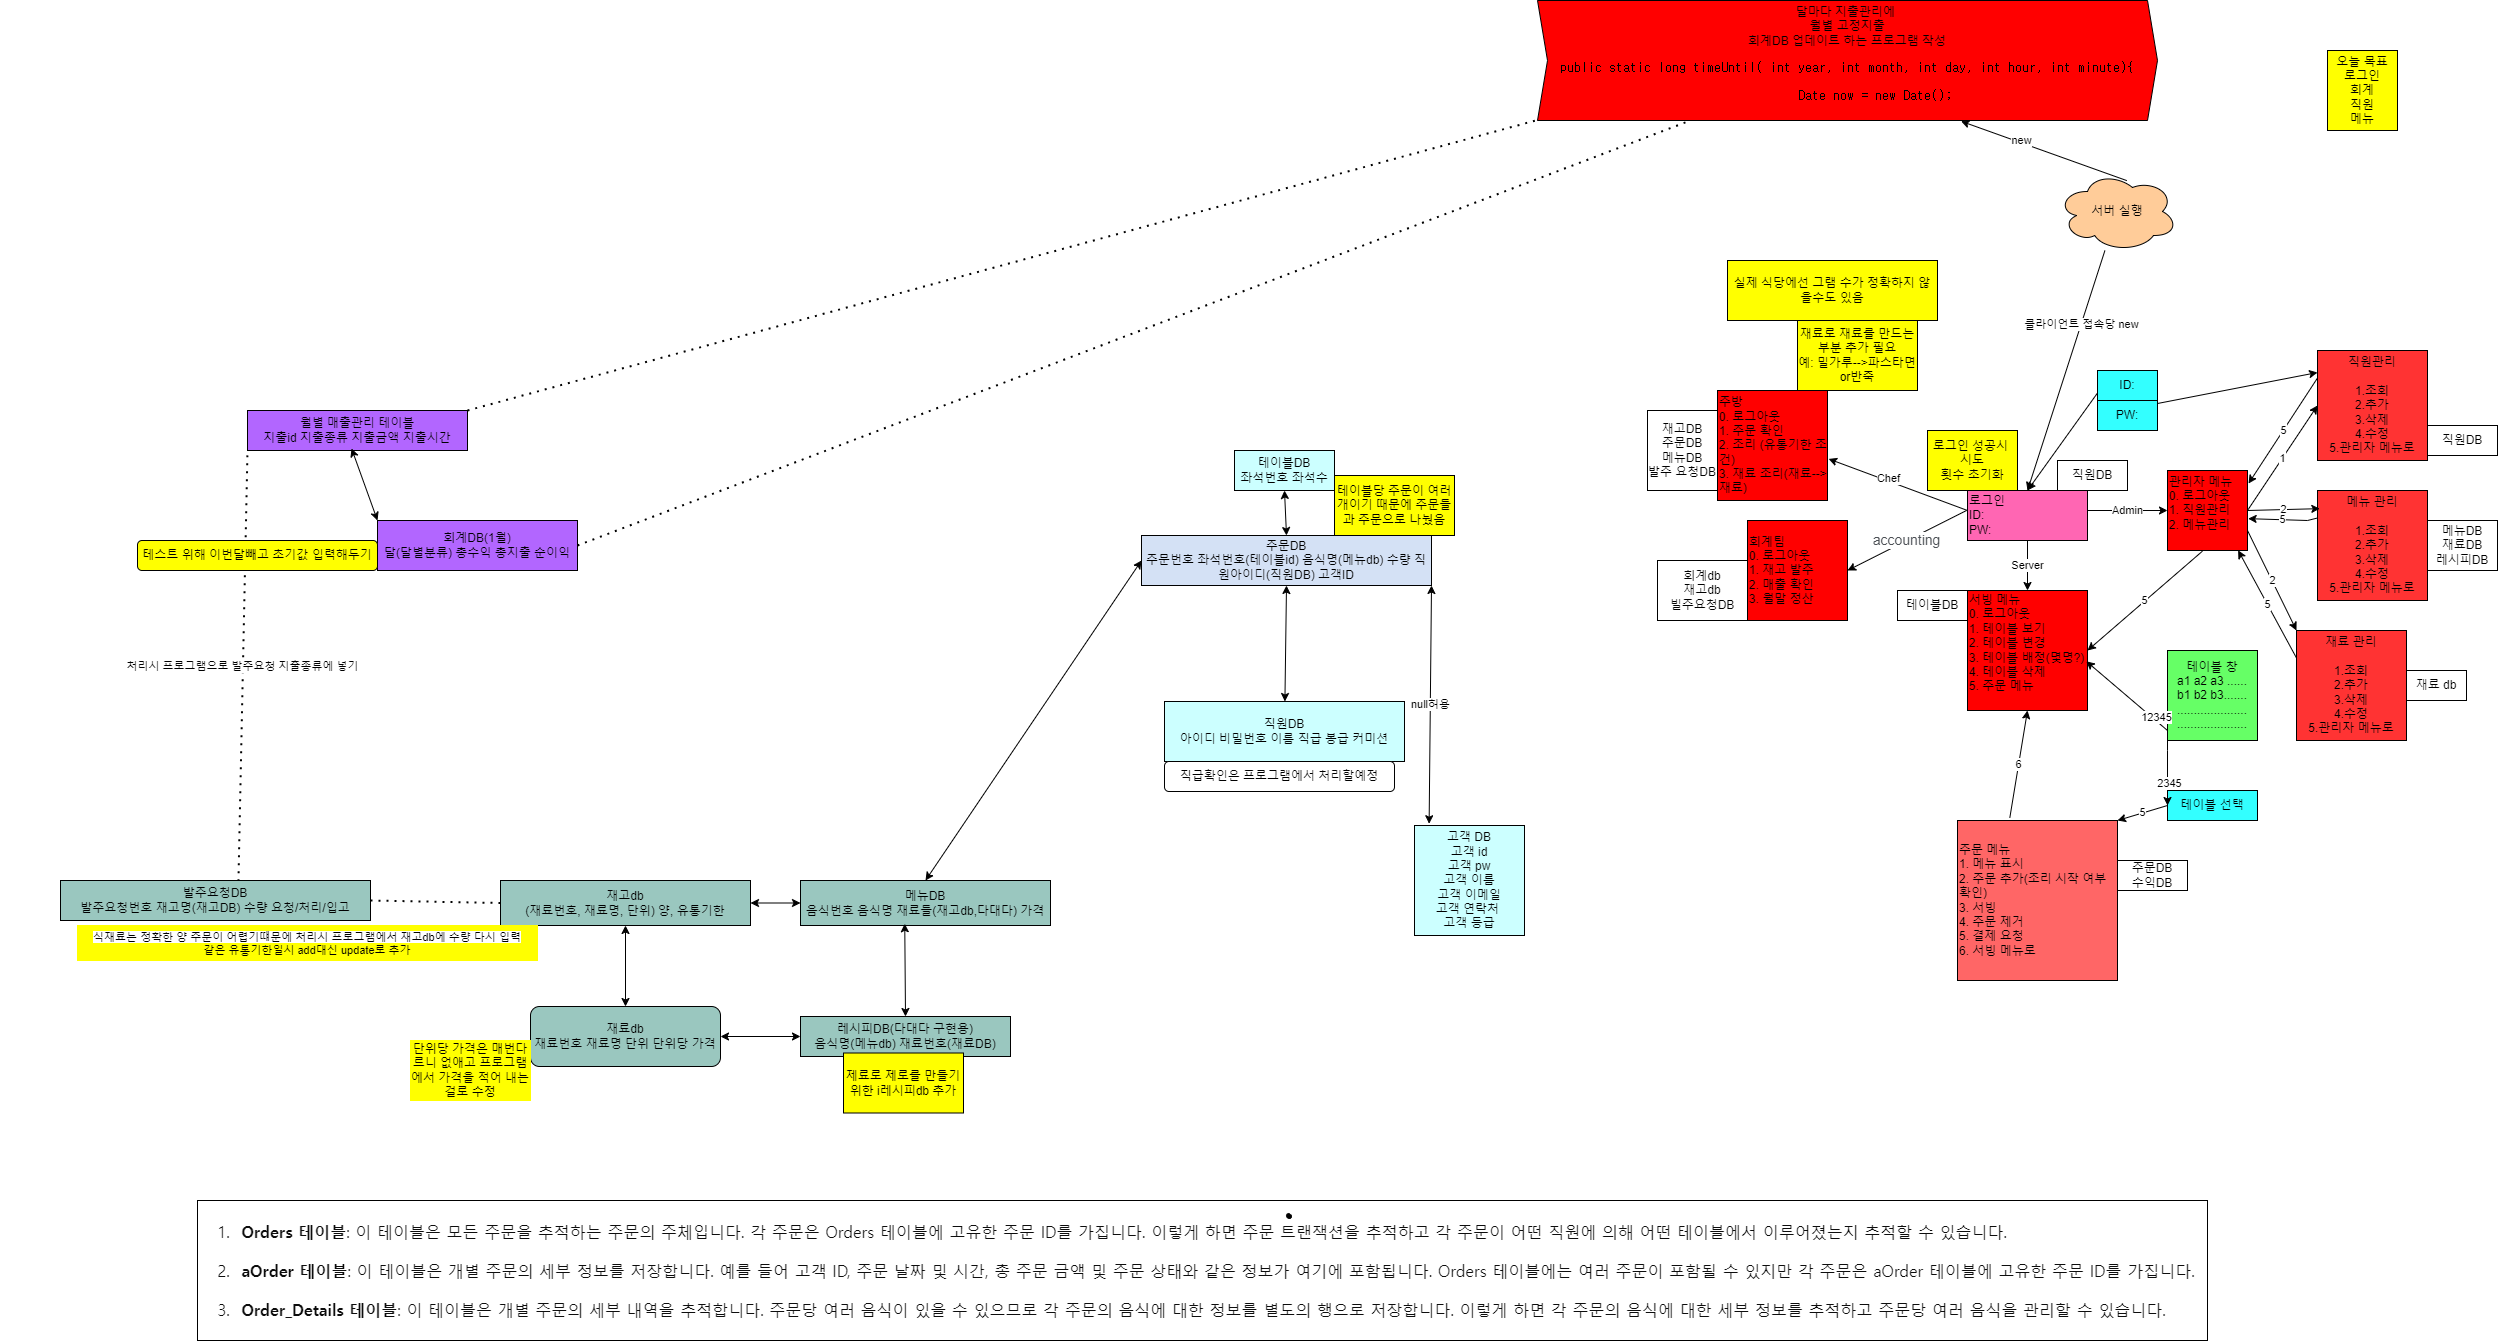 달마다 지출관리에
월별 고정지출
회계DB 업데이트 하는 프로그램 작성
public static long timeUntil( int year, int month, int day, int hour, int minute){
Date now = new Date();
오늘 목표
로그인
회계
직원
메뉴
new
서버 실행
클라이언트 접속당 new
실제 식당에선 그램 수가 정확하지 않
을수도 있음
재료로 재료를 만드는
부분 추가 필요
예: 밀가루-->파스타면
or반죽
재고DB
주문DB
메뉴DB
발주 요청DB
주방
0. 로그아웃
1. 주문 확인
2. 조리 (유통기한 조
건)
3. 재료 조리(재료-->
재료)
Chef
로그인 성공시
시도
횟수 초기화
직원DB
ID:
PW:
로그인
ID:
PW:
Admin
관리자 메뉴
0. 로그아웃
1. 직원관리
2. 메뉴관리
5
1
2
5
2
5
5
직원관리
1.조회
2.추가
3.삭제
4.수정
5.관리자 메뉴로
직원DB
메뉴 관리
1.조회
2.추가
3.삭제
4.수정
5.관리자 메뉴로
메뉴DB
재료DB
레시피DB
재료 관리
1.조회
2.추가
3.삭제
4.수정
5.관리자 메뉴로
재료 db
accounting
회계db
재고db
발주요청DB
회계팀
0. 로그아웃
1. 재고 발주
2. 매출 확인
3. 월말 정산
Server
테이블DB
서빙 메뉴
0. 로그아웃
1. 테이블 보기
2. 테이블 변경
3. 테이블 배정(몇명?)
4. 테이블 삭제
5. 주문 메뉴
테이블 창
a1 a2 a3 ......
b1 b2 b3.......
.....................
.....................
12345
2345
테이블 선택
5
6
주문 메뉴
1. 메뉴 표시
2. 주문 추가(조리 시작 여부
확인)
3. 서빙
4. 주문 제거
5. 결제 요청
6. 서빙 메뉴로
주문DB
수익DB
월별 매출관리 테이블
지출id 지출종류 지출금액 지출시간
회계DB(1월)
달(달별분류) 총수익 총지출 순이익
테스트 위해 이번달빼고 초기값 입력해두기
처리시 프로그램으로 발주요청 지출종류에 넣기
테이블DB
좌석번호 좌석수
테이블당 주문이 여러
개이기 때문에 주문들
과 주문으로 나눴음
주문DB
주문번호 좌석번호(테이블id) 음식명(메뉴db) 수량 직
원아이디(직원DB) 고객ID
직원DB
아이디 비밀번호 이름 직급 봉급 커미션
직급확인은 프로그램에서 처리할예정
null허용
고객 DB
고객 id
고객 pw
고객 이름
고객 이메일
고객 연락처
고객 등급
발주요청DB
발주요청번호 재고명(재고DB) 수량 요청/처리/입고
식재료는 정확한 양 주문이 어렵기떄문에 처리시 프로그램에서 재고db에 수량 다시 입력
같은 유통기한일시 add대신 update로 추가
재고db
(재료번호, 재료명, 단위) 양, 유통기한
메뉴DB
음식번호 음식명 재료들(재고db,다대다) 가격
재료db
재료번호 재료명 단위 단위당 가격
단위당 가격은 매번다
르니 없애고 프로그램
에서 가격을 적어 내는
걸로 수정
레시피DB(다대다 구현용)
음식명(메뉴db) 재료번호(재료DB)
제료로 제로를 만들기
위한 i레시피db 추가
1. Orders 테이블: 이 테이블은 모든 주문을 추적하는 주문의 주체입니다. 각 주문은 Orders 테이블에 고유한 주문 ID를 가집니다. 이렇게 하면 주문 트랜잭션을 추적하고 각 주문이 어떤 직원에 의해 어떤 테이블에서 이루어졌는지 추적할 수 있습니다.
2. aOrder 테이블: 이 테이블은 개별 주문의 세부 정보를 저장합니다. 예를 들어 고객 ID, 주문 날짜 및 시간, 총 주문 금액 및 주문 상태와 같은 정보가 여기에 포함됩니다. Orders 테이블에는 여러 주문이 포함될 수 있지만 각 주문은 aOrder 테이블에 고유한 주문 ID를 가집니다.
3. Order_Details 테이블: 이 테이블은 개별 주문의 세부 내역을 추적합니다. 주문당 여러 음식이 있을 수 있으므로 각 주문의 음식에 대한 정보를 별도의 행으로 저장합니다. 이렇게 하면 각 주문의 음식에 대한 세부 정보를 추적하고 주문당 여러 음식을 관리할 수 있습니다.